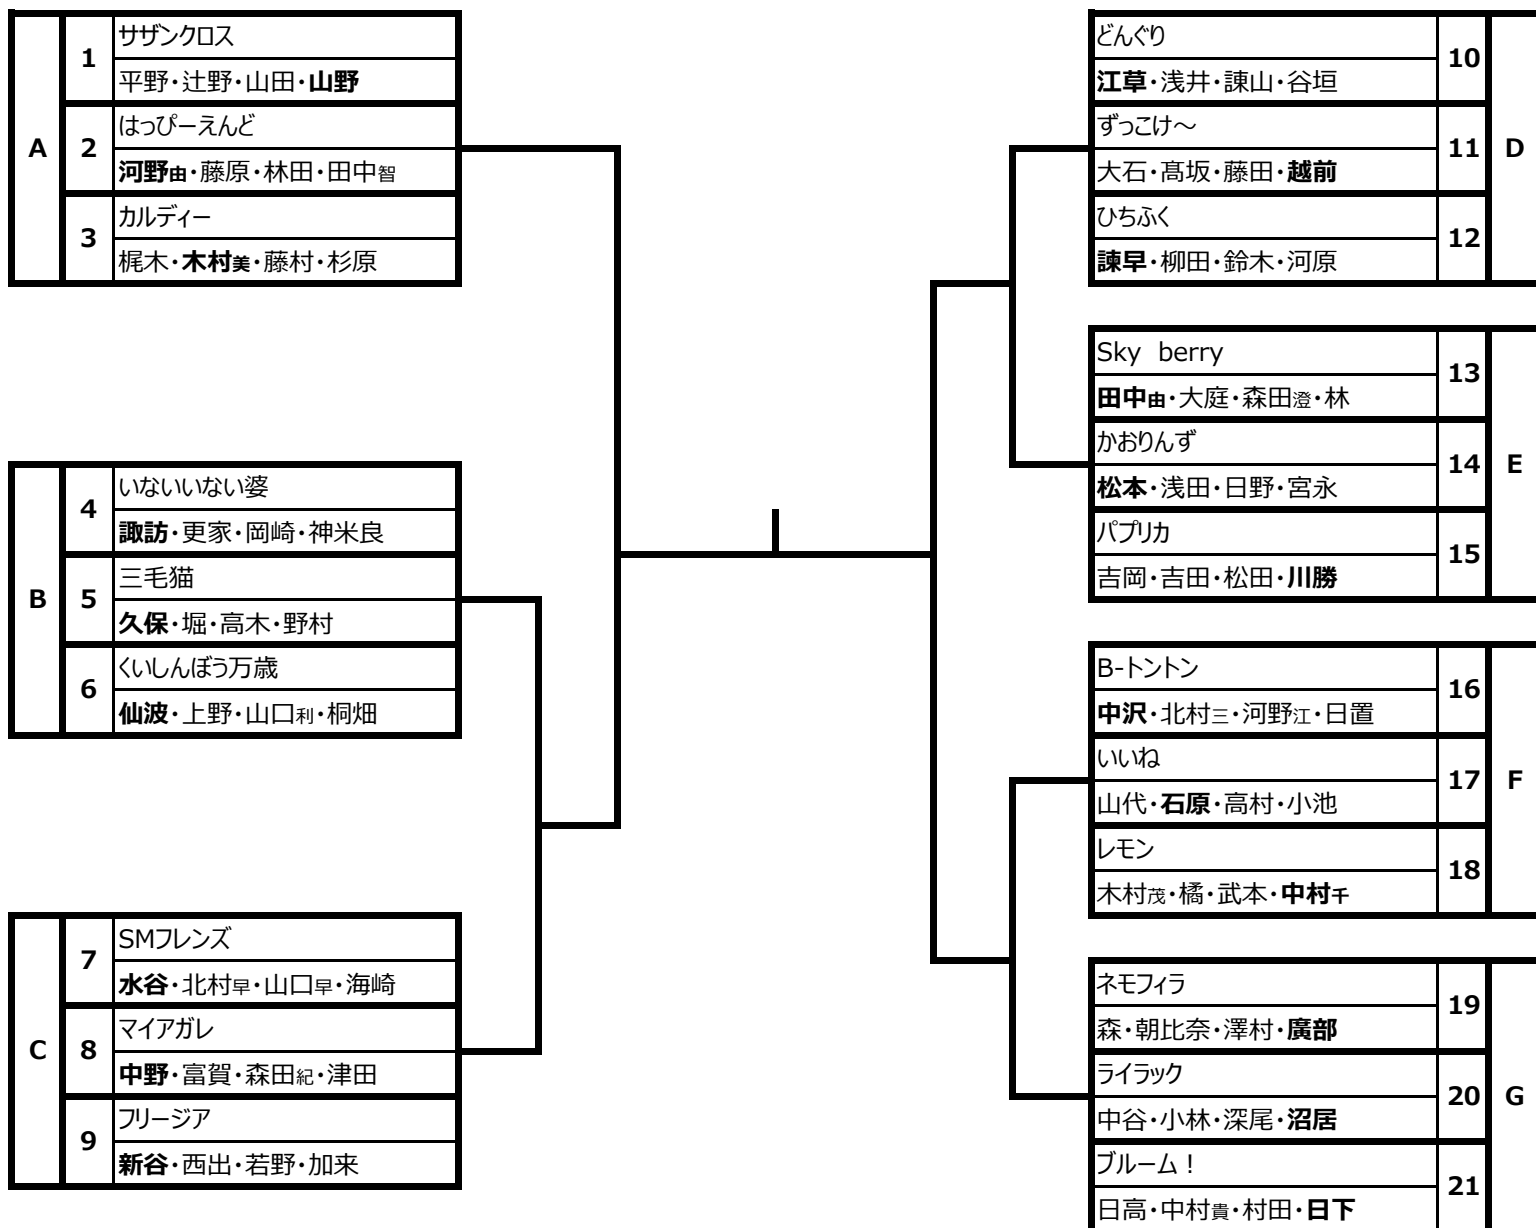 A
1
サザンクロス
平野・辻野・山田・山野
2
はっぴーえんど
河野由・藤原・林田・田中智
3
カルディー
梶木・木村美・藤村・杉原
B
4
いないいない婆
諏訪・更家・岡崎・神米良
5
三毛猫
久保・堀・高木・野村
6
くいしんぼう万歳
仙波・上野・山口利・桐畑
C
7
SMフレンズ
水谷・北村早・山口早・海崎
8
マイアガレ
中野・富賀・森田紀・津田
9
フリージア
新谷・西出・若野・加来
どんぐり
江草・浅井・諌山・谷垣
10
ずっこけ～
大石・髙坂・藤田・越前
11
D
ひちふく
諌早・柳田・鈴木・河原
12
Sky berry
田中由・大庭・森田澄・林
13
かおりんず
松本・浅田・日野・宮永
14
E
パプリカ
吉岡・吉田・松田・川勝
15
B-トントン
中沢・北村三・河野江・日置
16
いいね
山代・石原・高村・小池
17
F
レモン
木村茂・橘・武本・中村千
18
ネモフィラ
森・朝比奈・澤村・廣部
19
ライラック
中谷・小林・深尾・沼居
20
G
ブルーム！
日高・中村貴・村田・日下
21